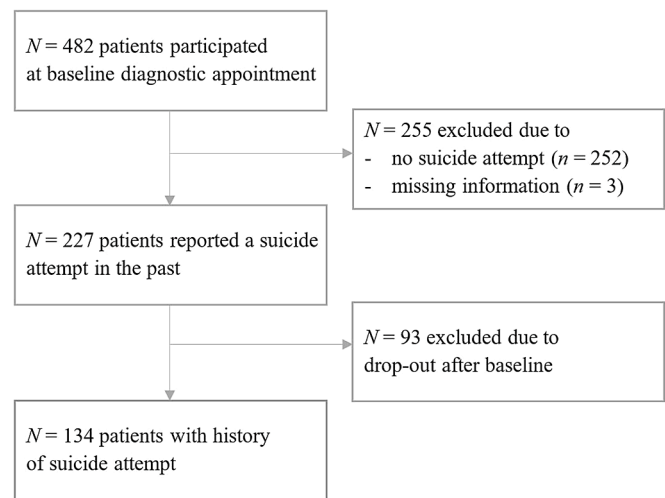 N = 482 patients participated
at baseline diagnostic appointment
N = 255 excluded due to
- no suicide attempt (n = 252)
- missing information (n = 3)
N = 227 patients reported a suicide
attempt in the past
N = 93 excluded due to
drop-out after baseline
N = 134 patients with history
of suicide attempt